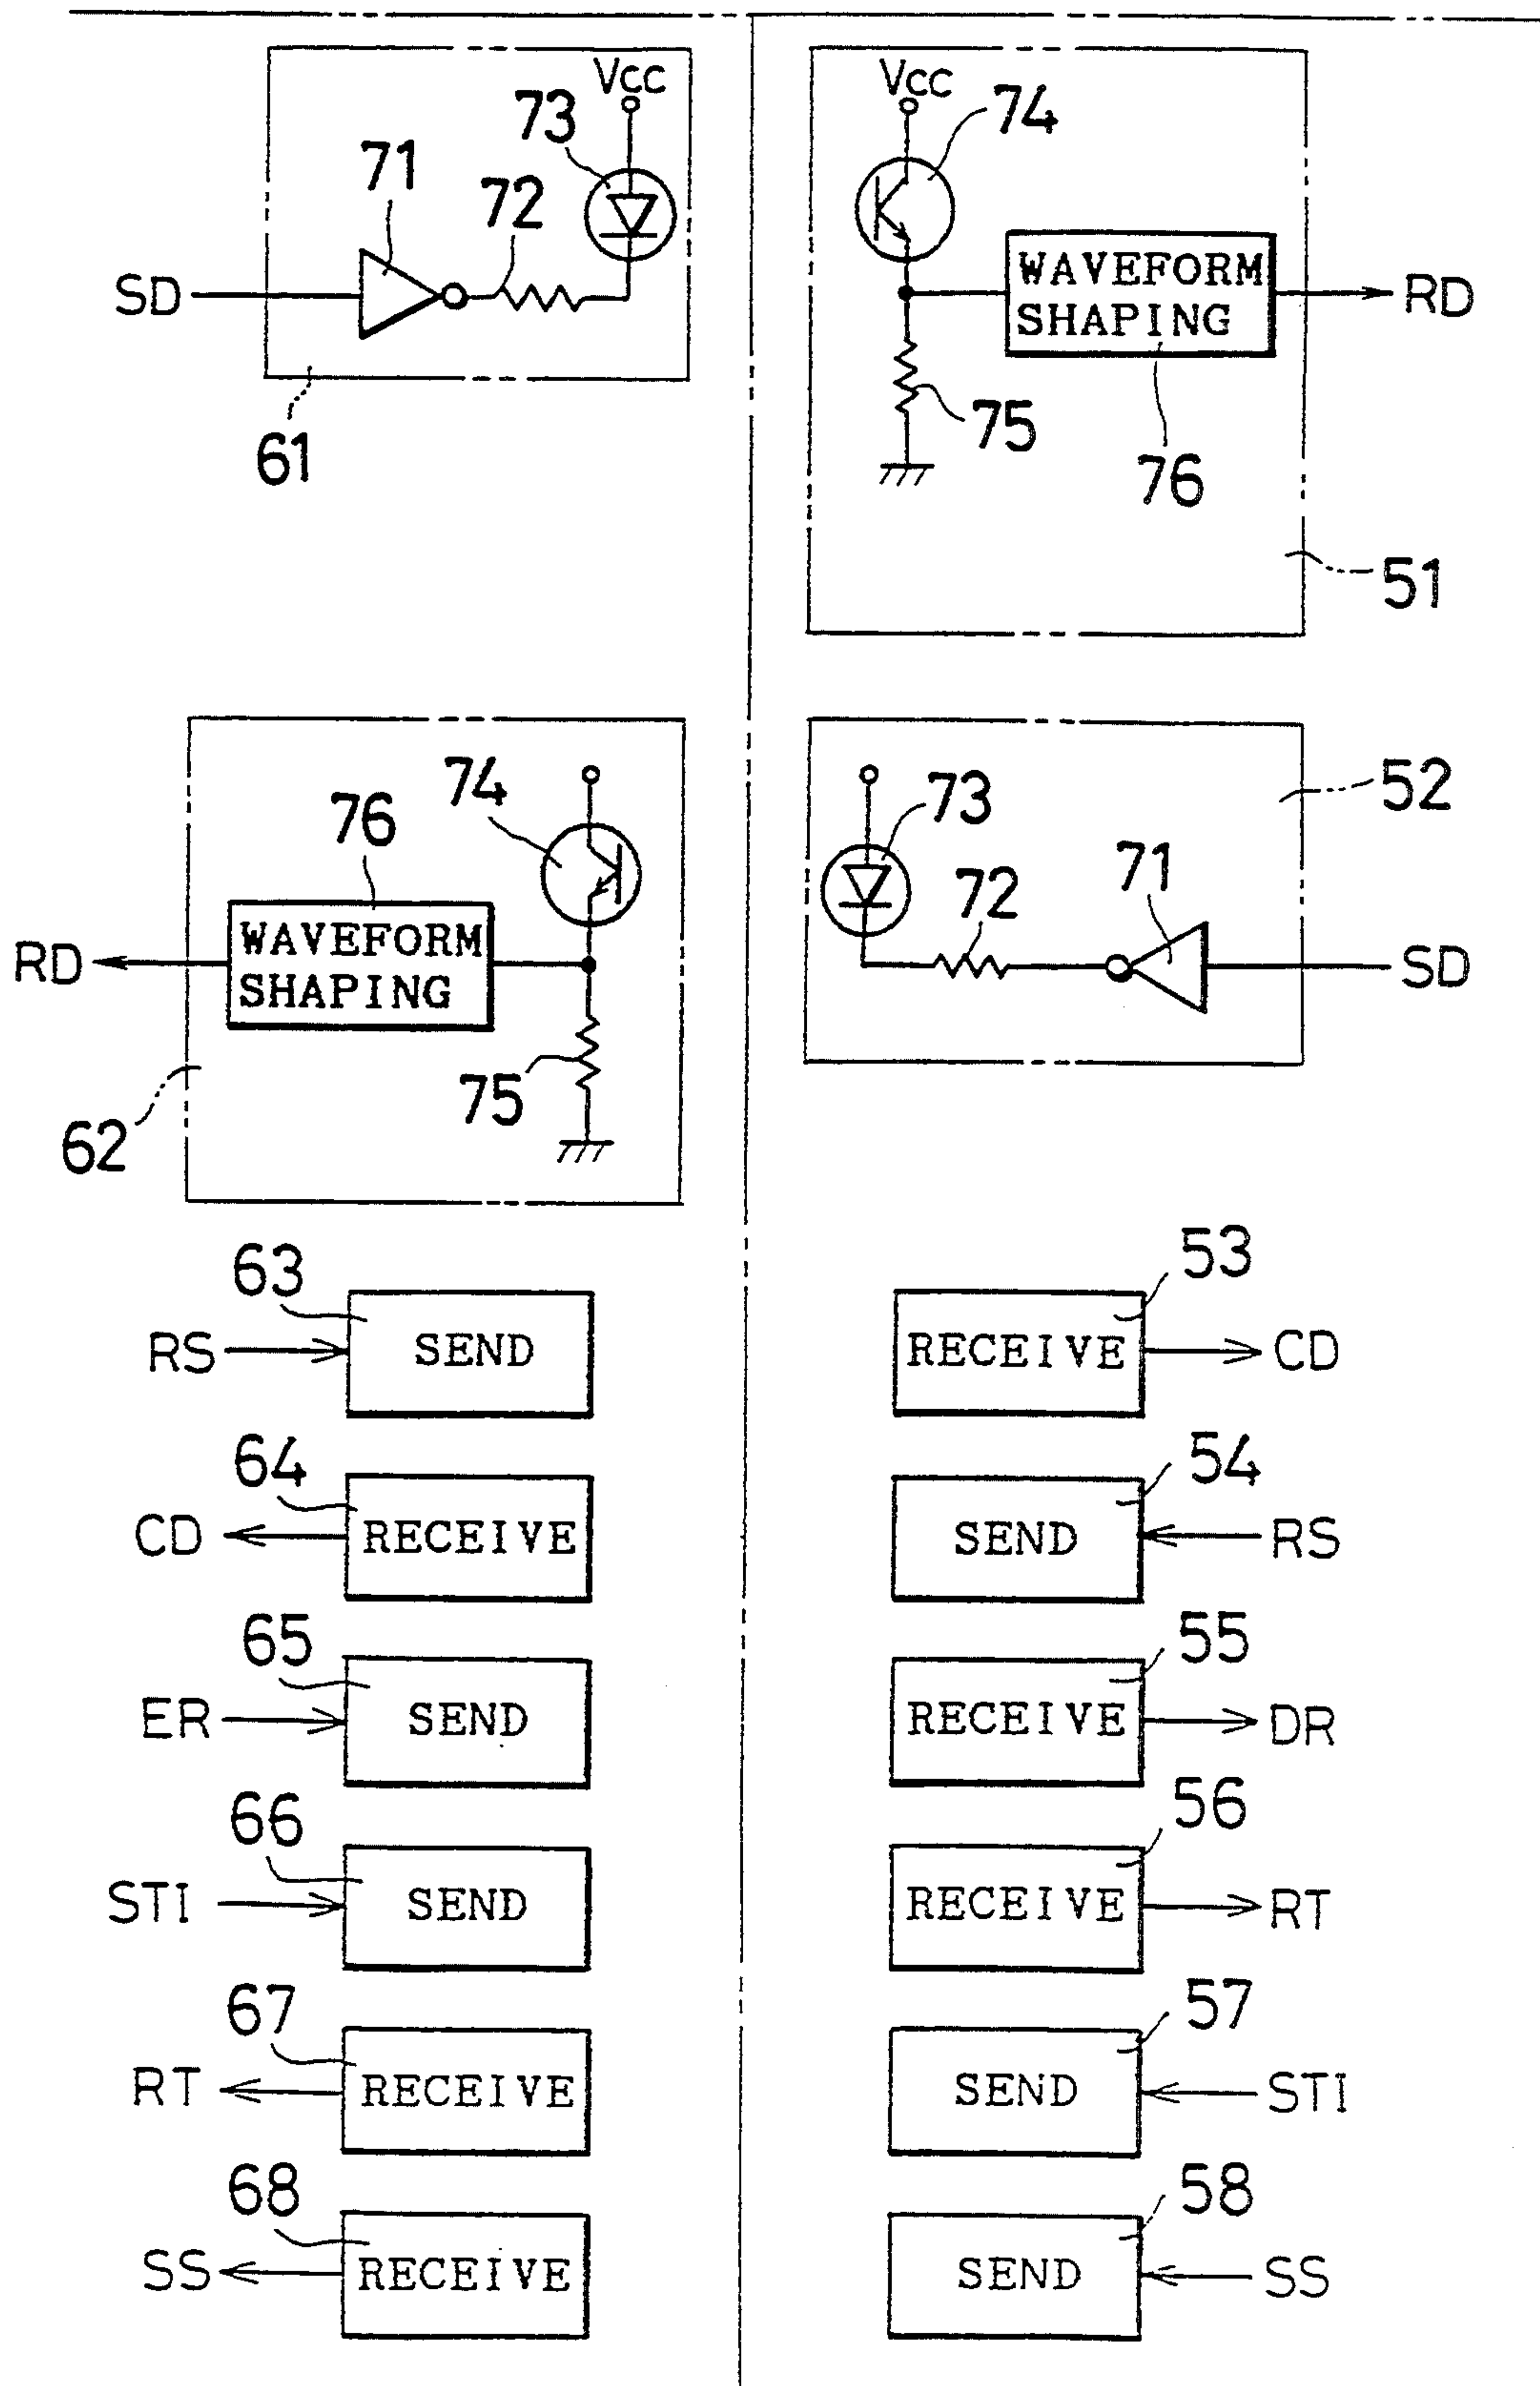 Vcc
73
71
72
SD
61
Vcc
74
WAVEFORM
SHAPING
RD
75
76
51
74
76
WAVEFORM
SHAPING
RD
75
62
52
73
71
72
SD
63
RS
SEND
53
RECEIVE
CD
64
CD
RECEIVE
54
SEND
RS
65
ER
SEND
55
RECEIVE
DR
66
STI
SEND
56
RECEIVE
RT
67
RT
RECEIVE
57
SEND
STI
68
SS
RECEIVE
58
SEND
SS